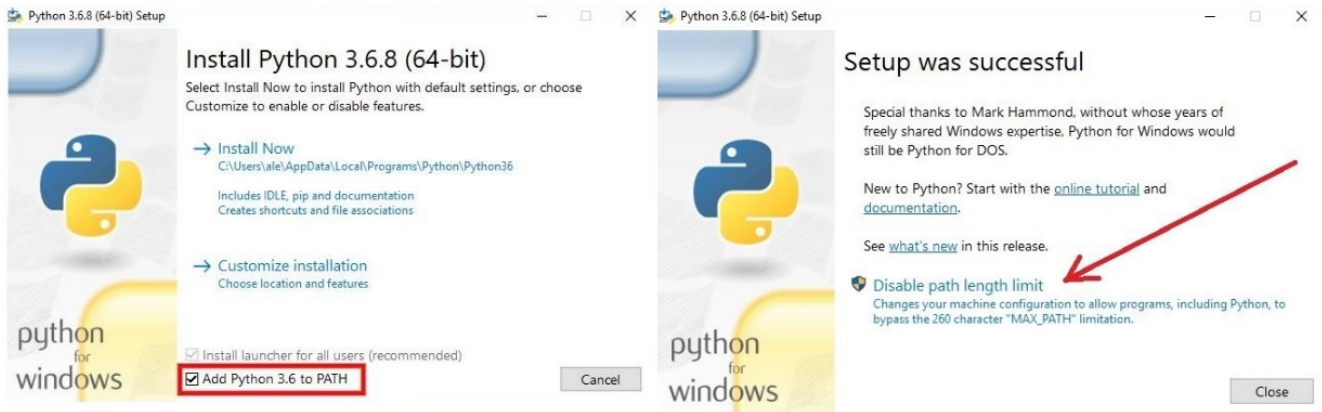 Python 3.6.8 (64-bit) Setup
Install Python 3.6.8 (64-bit)
Select Install Now to install Python with default settings, or choose
Customize to enable or disable features.
Install Now
C:\Users\ale\AppData\Local\Programs\Python\Python36
Includes IDLE, pip and documentation
Creates shortcuts and file associations
Customize installation
Choose location and features
python
for
windows
Install launcher for all users (recommended)
Add Python 3.6 to PATH
Cancel
Python 3.6.8 (64-bit) Setup
Setup was successful
Special thanks to Mark Hammond, without whose years of
freely shared Windows expertise, Python for Windows would
still be Python for DOS.
New to Python? Start with the online tutorial and
documentation.
See what's new in this release.
Disable path length limit
Changes your machine configuration to allow programs, including Python, to
bypass the 260 character "MAX_PATH" limitation.
python
for
windows
Close